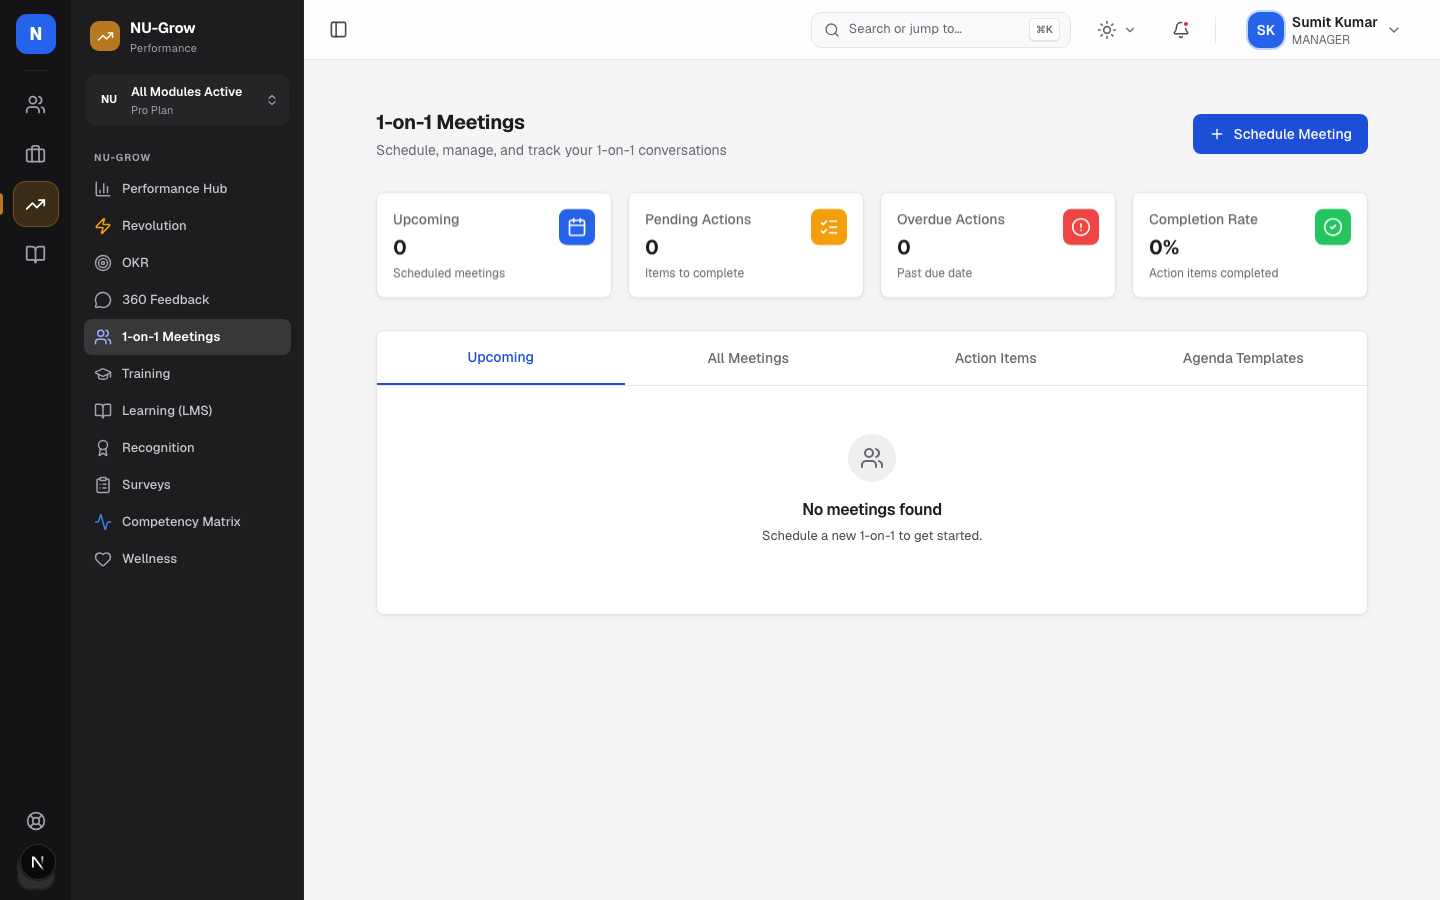 N
NU-Grow
Performance
NU
All Modules Active
Pro Plan
NU-GROW
Performance Hub
Revolution
OKR
360 Feedback
1-on-1 Meetings
Training
Learning (LMS)
Recognition
Surveys
Competency Matrix
Wellness
N
Search or jump to...
⌘K
SK
Sumit Kumar
MANAGER
1-on-1 Meetings
Schedule, manage, and track your 1-on-1 conversations
Schedule Meeting
Upcoming
0
Scheduled meetings
Pending Actions
0
Items to complete
Overdue Actions
0
Past due date
Completion Rate
0%
Action items completed
Upcoming
All Meetings
Action Items
Agenda Templates
No meetings found
Schedule a new 1-on-1 to get started.